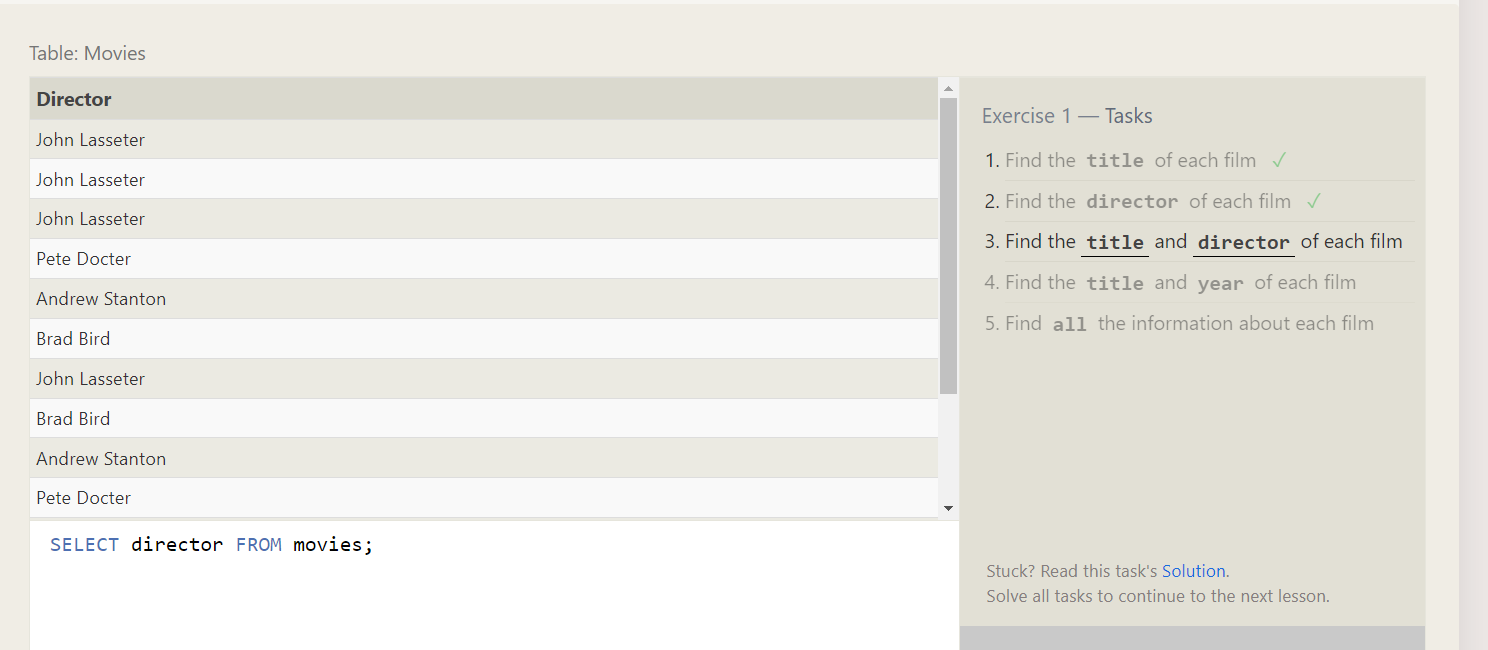 Table: Movies
Director
John Lasseter
John Lasseter
John Lasseter
Pete Docter
Andrew Stanton
Brad Bird
John Lasseter
Brad Bird
Andrew Stanton
Pete Docter
SELECT director FROM movies;
Exercise 1 — Tasks
1. Find the title of each film ✓
2. Find the director of each film ✓
3. Find the title and director of each film
4. Find the title and year of each film
5. Find all the information about each film
Stuck? Read this task's Solution.
Solve all tasks to continue to the next lesson.